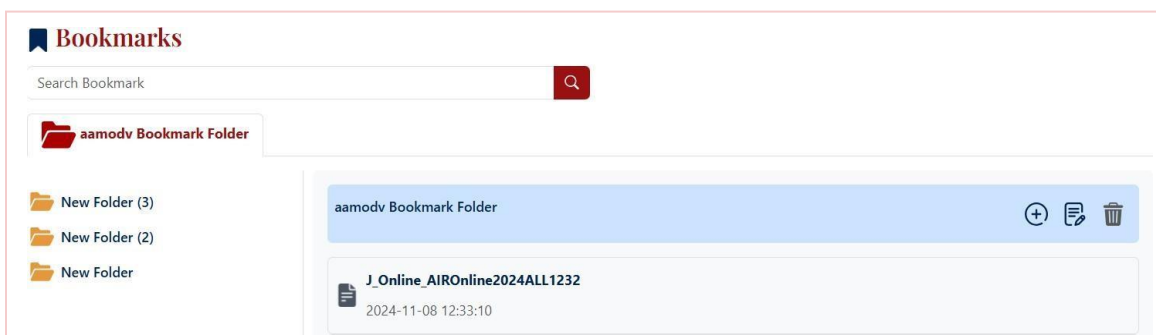 Bookmarks
Search Bookmark
aamodv Bookmark Folder
New Folder (3)
New Folder (2)
New Folder
aamodv Bookmark Folder
J_Online_AIROnline2024ALL1232
2024-11-08 12:33:10